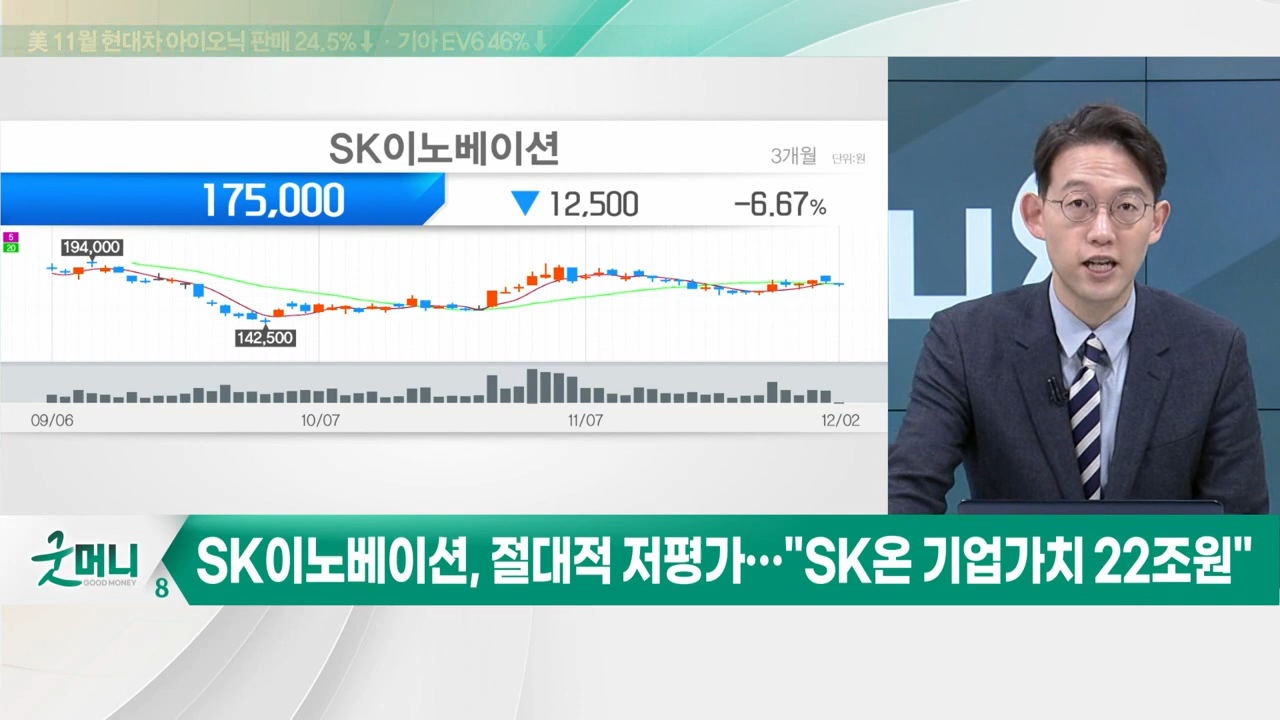 美 11월 현대차 아이오닉 판매 24.5%↓ · 기아 EV6 46%↓
SK이노베이션
3개월 단위:원
175,000 ▼ 12,500 -6.67%
5
20
194,000
142,500
09/06 10/07 11/07 12/02
굿머니
GOOD MONEY
8
SK이노베이션, 절대적 저평가…"SK온 기업가치 22조원"